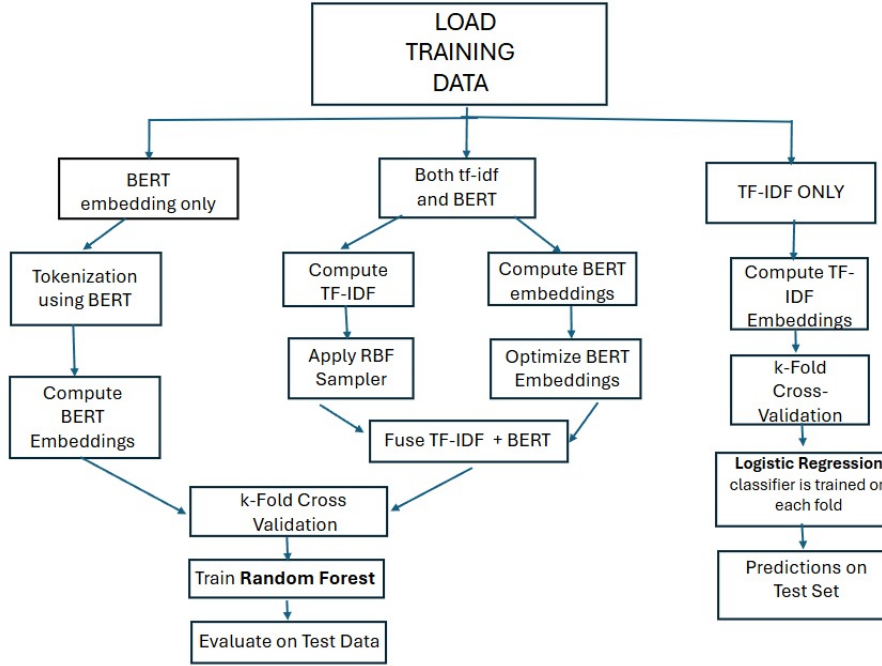 LOAD
TRAINING
DATA
BERT
embedding only
Both tf-idf
and BERT
TF-IDF ONLY
Tokenization
using BERT
Compute
TF-IDF
Compute BERT
embeddings
Compute TF-
IDF
Embeddings
Apply RBF
Sampler
Optimize BERT
Embeddings
k-Fold
Cross-
Validation
Compute
BERT
Embeddings
Fuse TF-IDF + BERT
Logistic Regression
classifier is trained on
each fold
k-Fold Cross
Validation
Train Random Forest
Predictions on
Test Set
Evaluate on Test Data